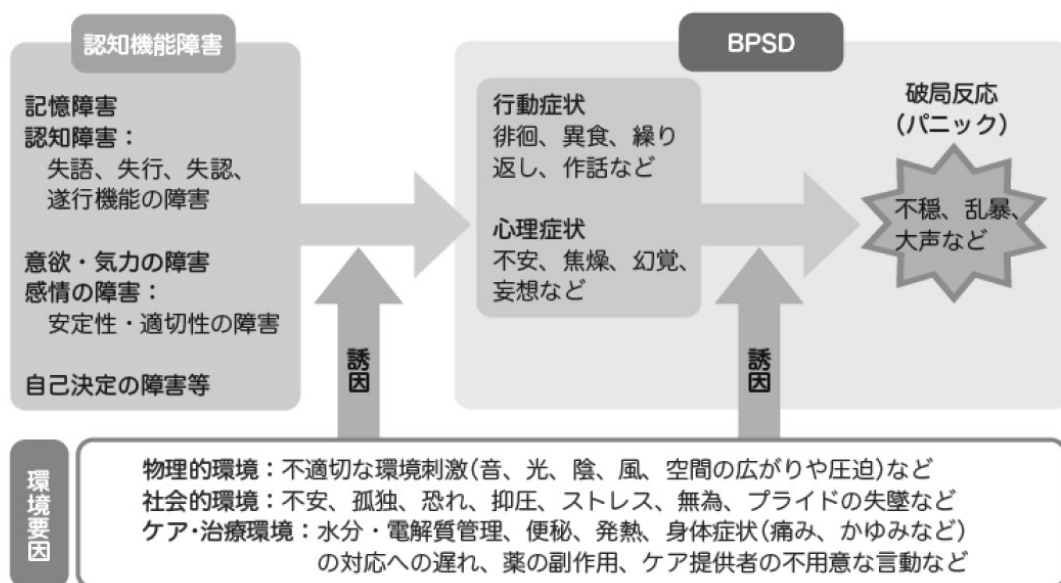 認知機能障害
記憶障害
認知障害：
失語、失行、失認、
遂行機能の障害
意欲・気力の障害
感情の障害：
安定性・適切性の障害
自己決定の障害等
BPSD
行動症状
徘徊、異食、繰り
返し、作話など
心理症状
不安、焦燥、幻覚、
妄想など
破局反応
(パニック)
不穏、乱暴、
大声など
誘因
誘因
環境要因
物理的環境：不適切な環境刺激(音、光、陰、風、空間の広がりや圧迫)など
社会的環境：不安、孤独、恐れ、抑圧、ストレス、無為、プライドの失墜など
ケア・治療環境：水分・電解質管理、便秘、発熱、身体症状(痛み、かゆみなど)
の対応への遅れ、薬の副作用、ケア提供者の不用意な言動など